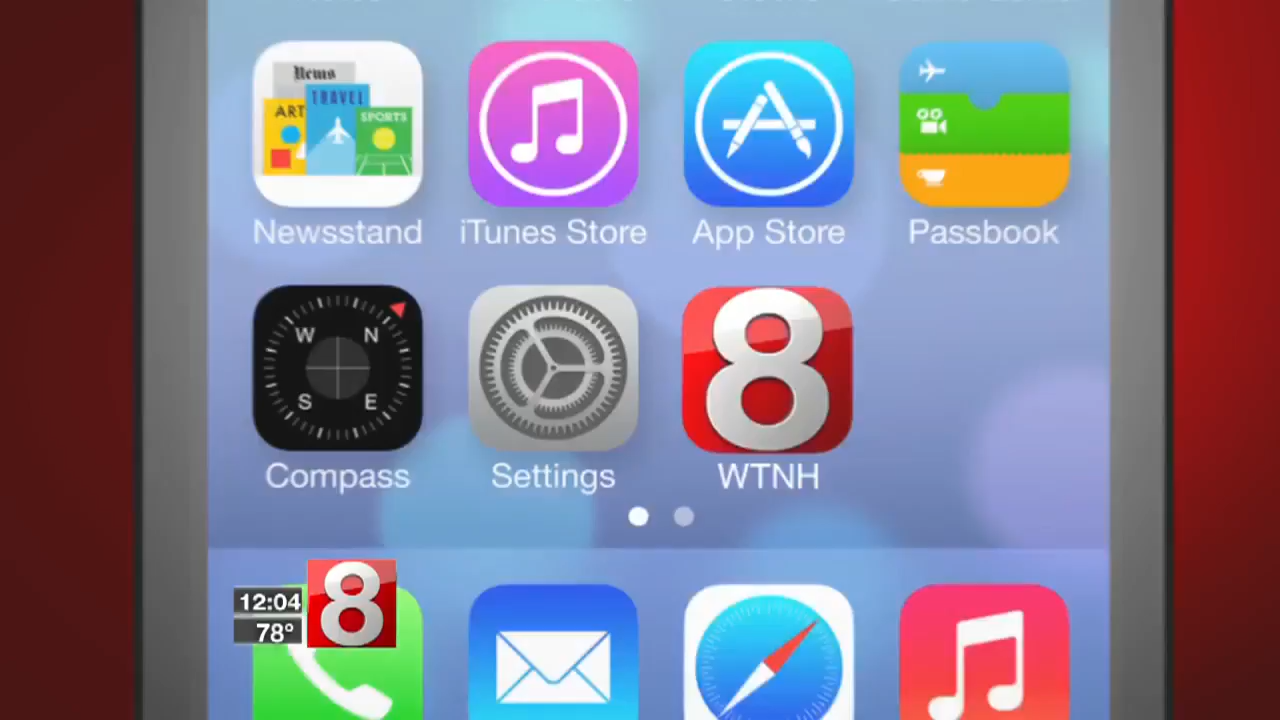 News
TRAVEL
ART
SPORTS
Newsstand
iTunes Store
App Store
Passbook
W N
S E
8
Compass
Settings
WTNH
12:04
8
78°